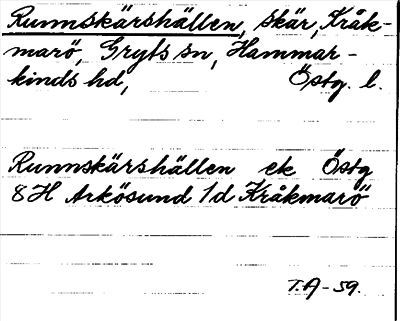 Runnskärshällen, skär, Kråk-
marö, Gryts sn, Hammar-
kinds hd, Östg. l.
Runnskärshällen ek Östg
8H Arkösund 1d Kråkmarö
T.A-59.